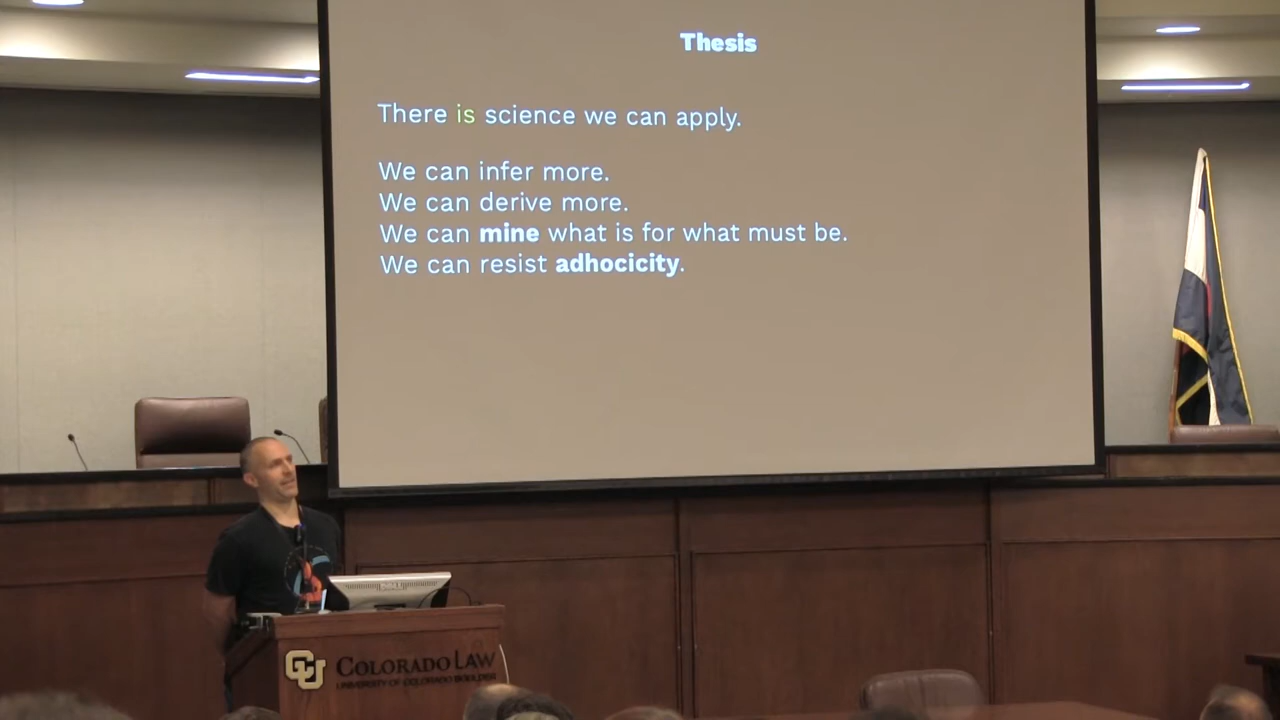 Thesis
There is science we can apply.
We can infer more.
We can derive more.
We can mine what is for what must be.
We can resist adhocicity.
CU
COLORADO LAW
UNIVERSITY OF COLORADO BOULDER